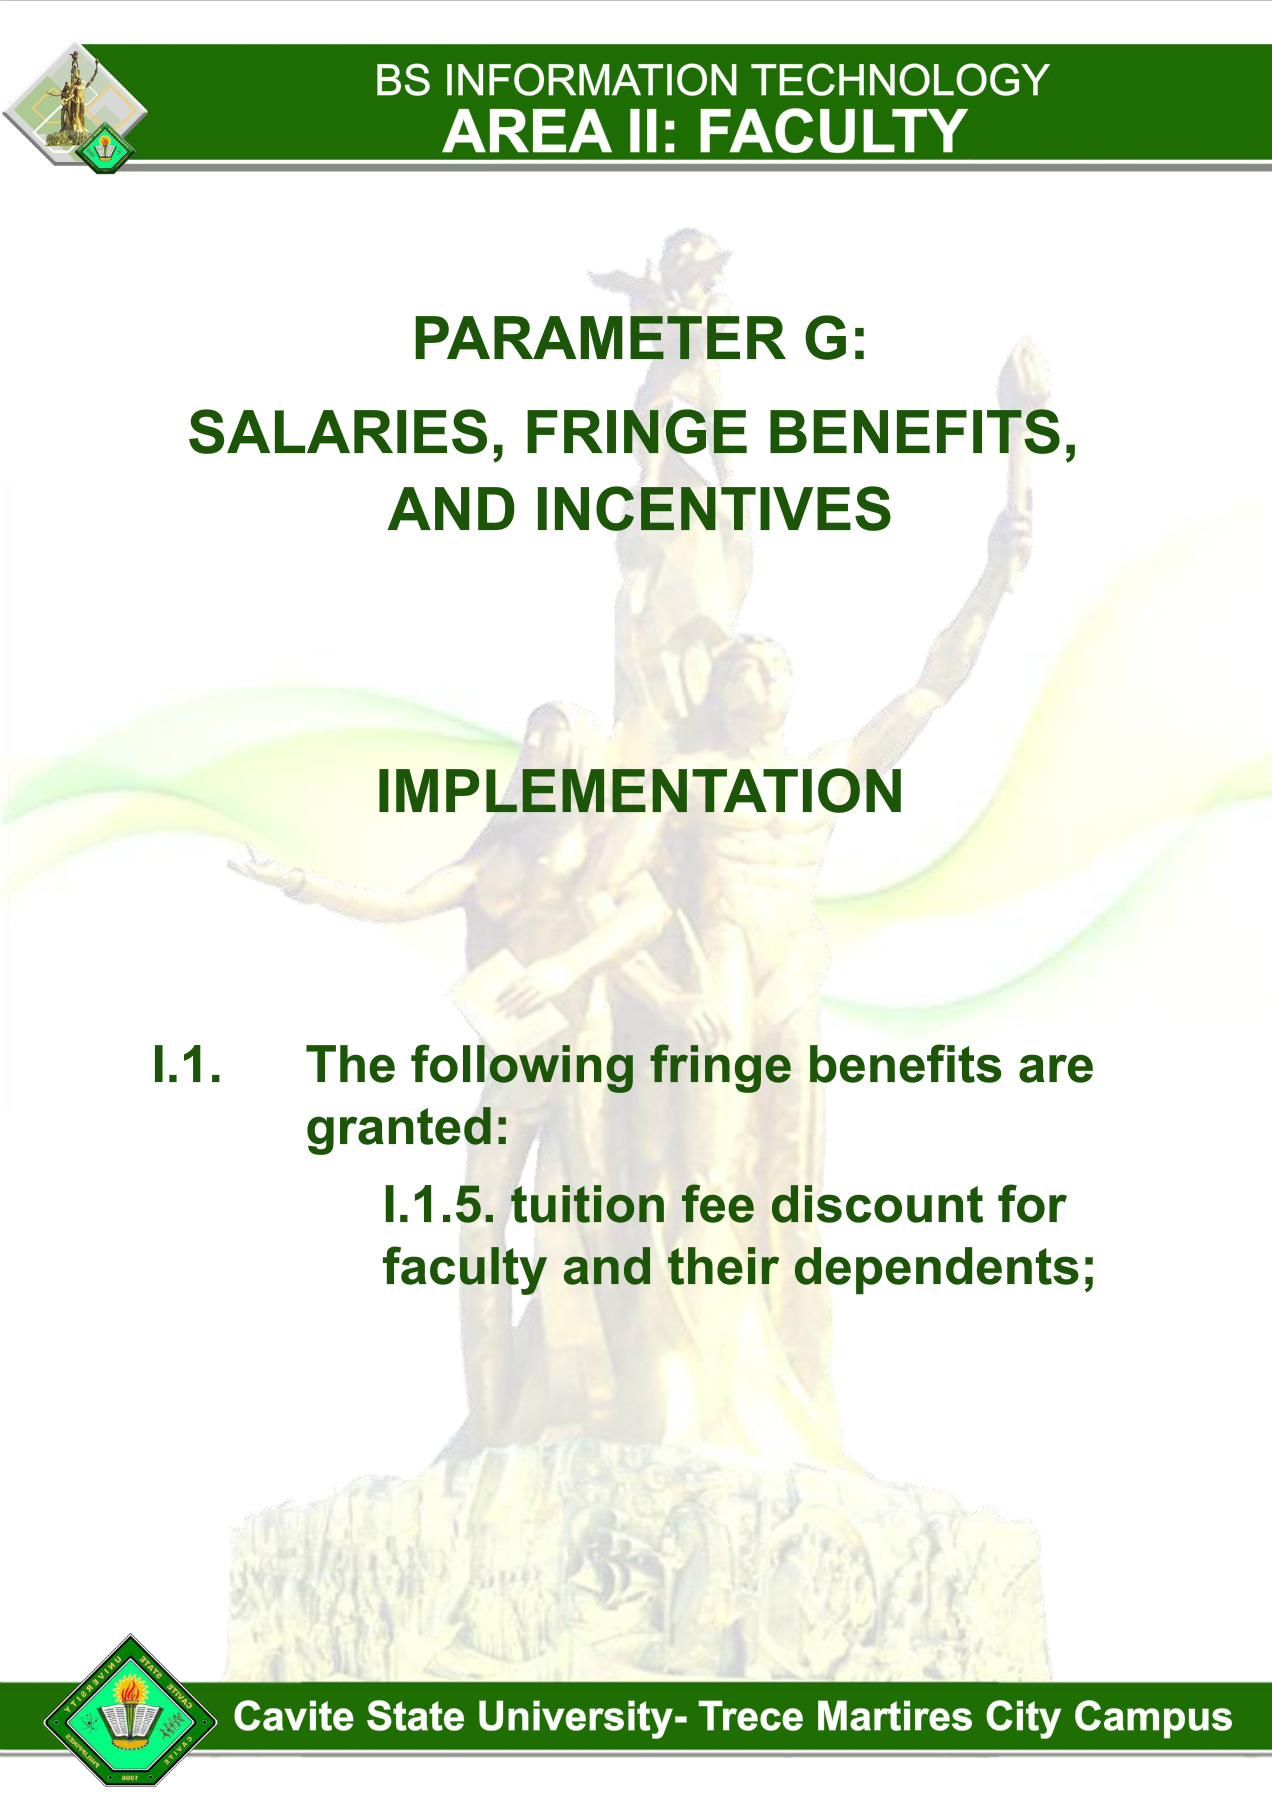 BS INFORMATION TECHNOLOGY
AREA II: FACULTY
PARAMETER G:
SALARIES, FRINGE BENEFITS,
AND INCENTIVES
IMPLEMENTATION
I.1. The following fringe benefits are
granted:
I.1.5. tuition fee discount for
faculty and their dependents;
CAVITE STATE UNIVERSITY
CAVITE PHILIPPINES
1906
Cavite State University- Trece Martires City Campus